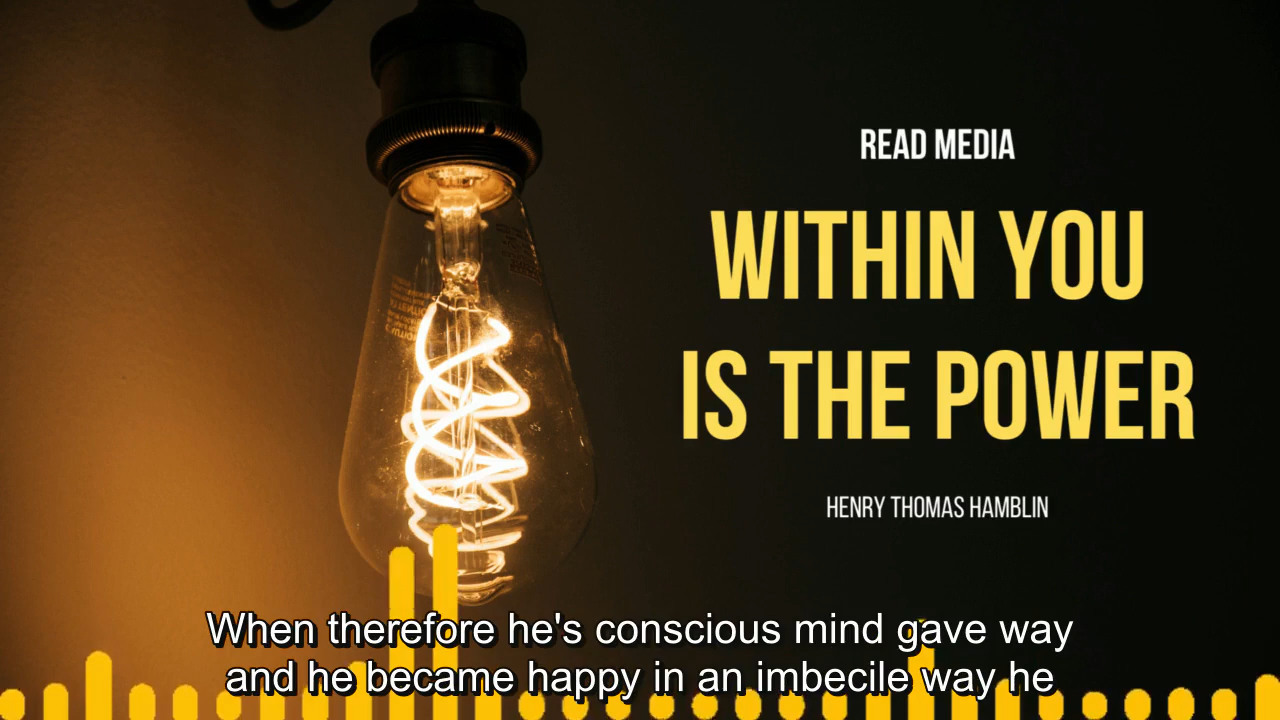 READ MEDIA
WITHIN YOU
IS THE POWER
HENRY THOMAS HAMBLIN
When therefore he's conscious mind gave way
and he became happy in an imbecile way he